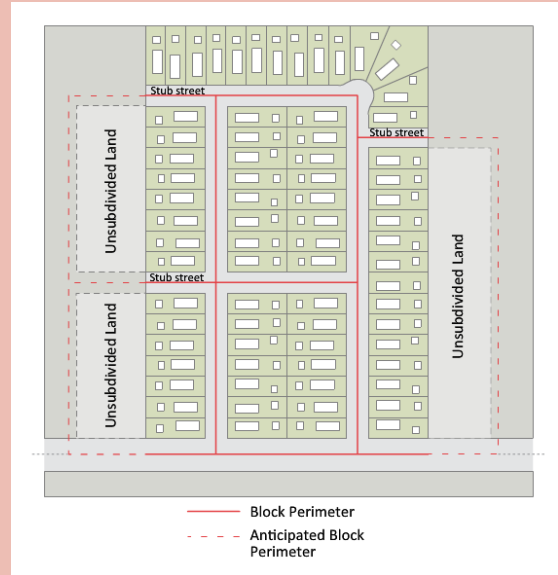 Stub street
Stub street
Unsubdivided Land
Stub street
Unsubdivided Land
Unsubdivided Land
Block Perimeter
Anticipated Block
Perimeter